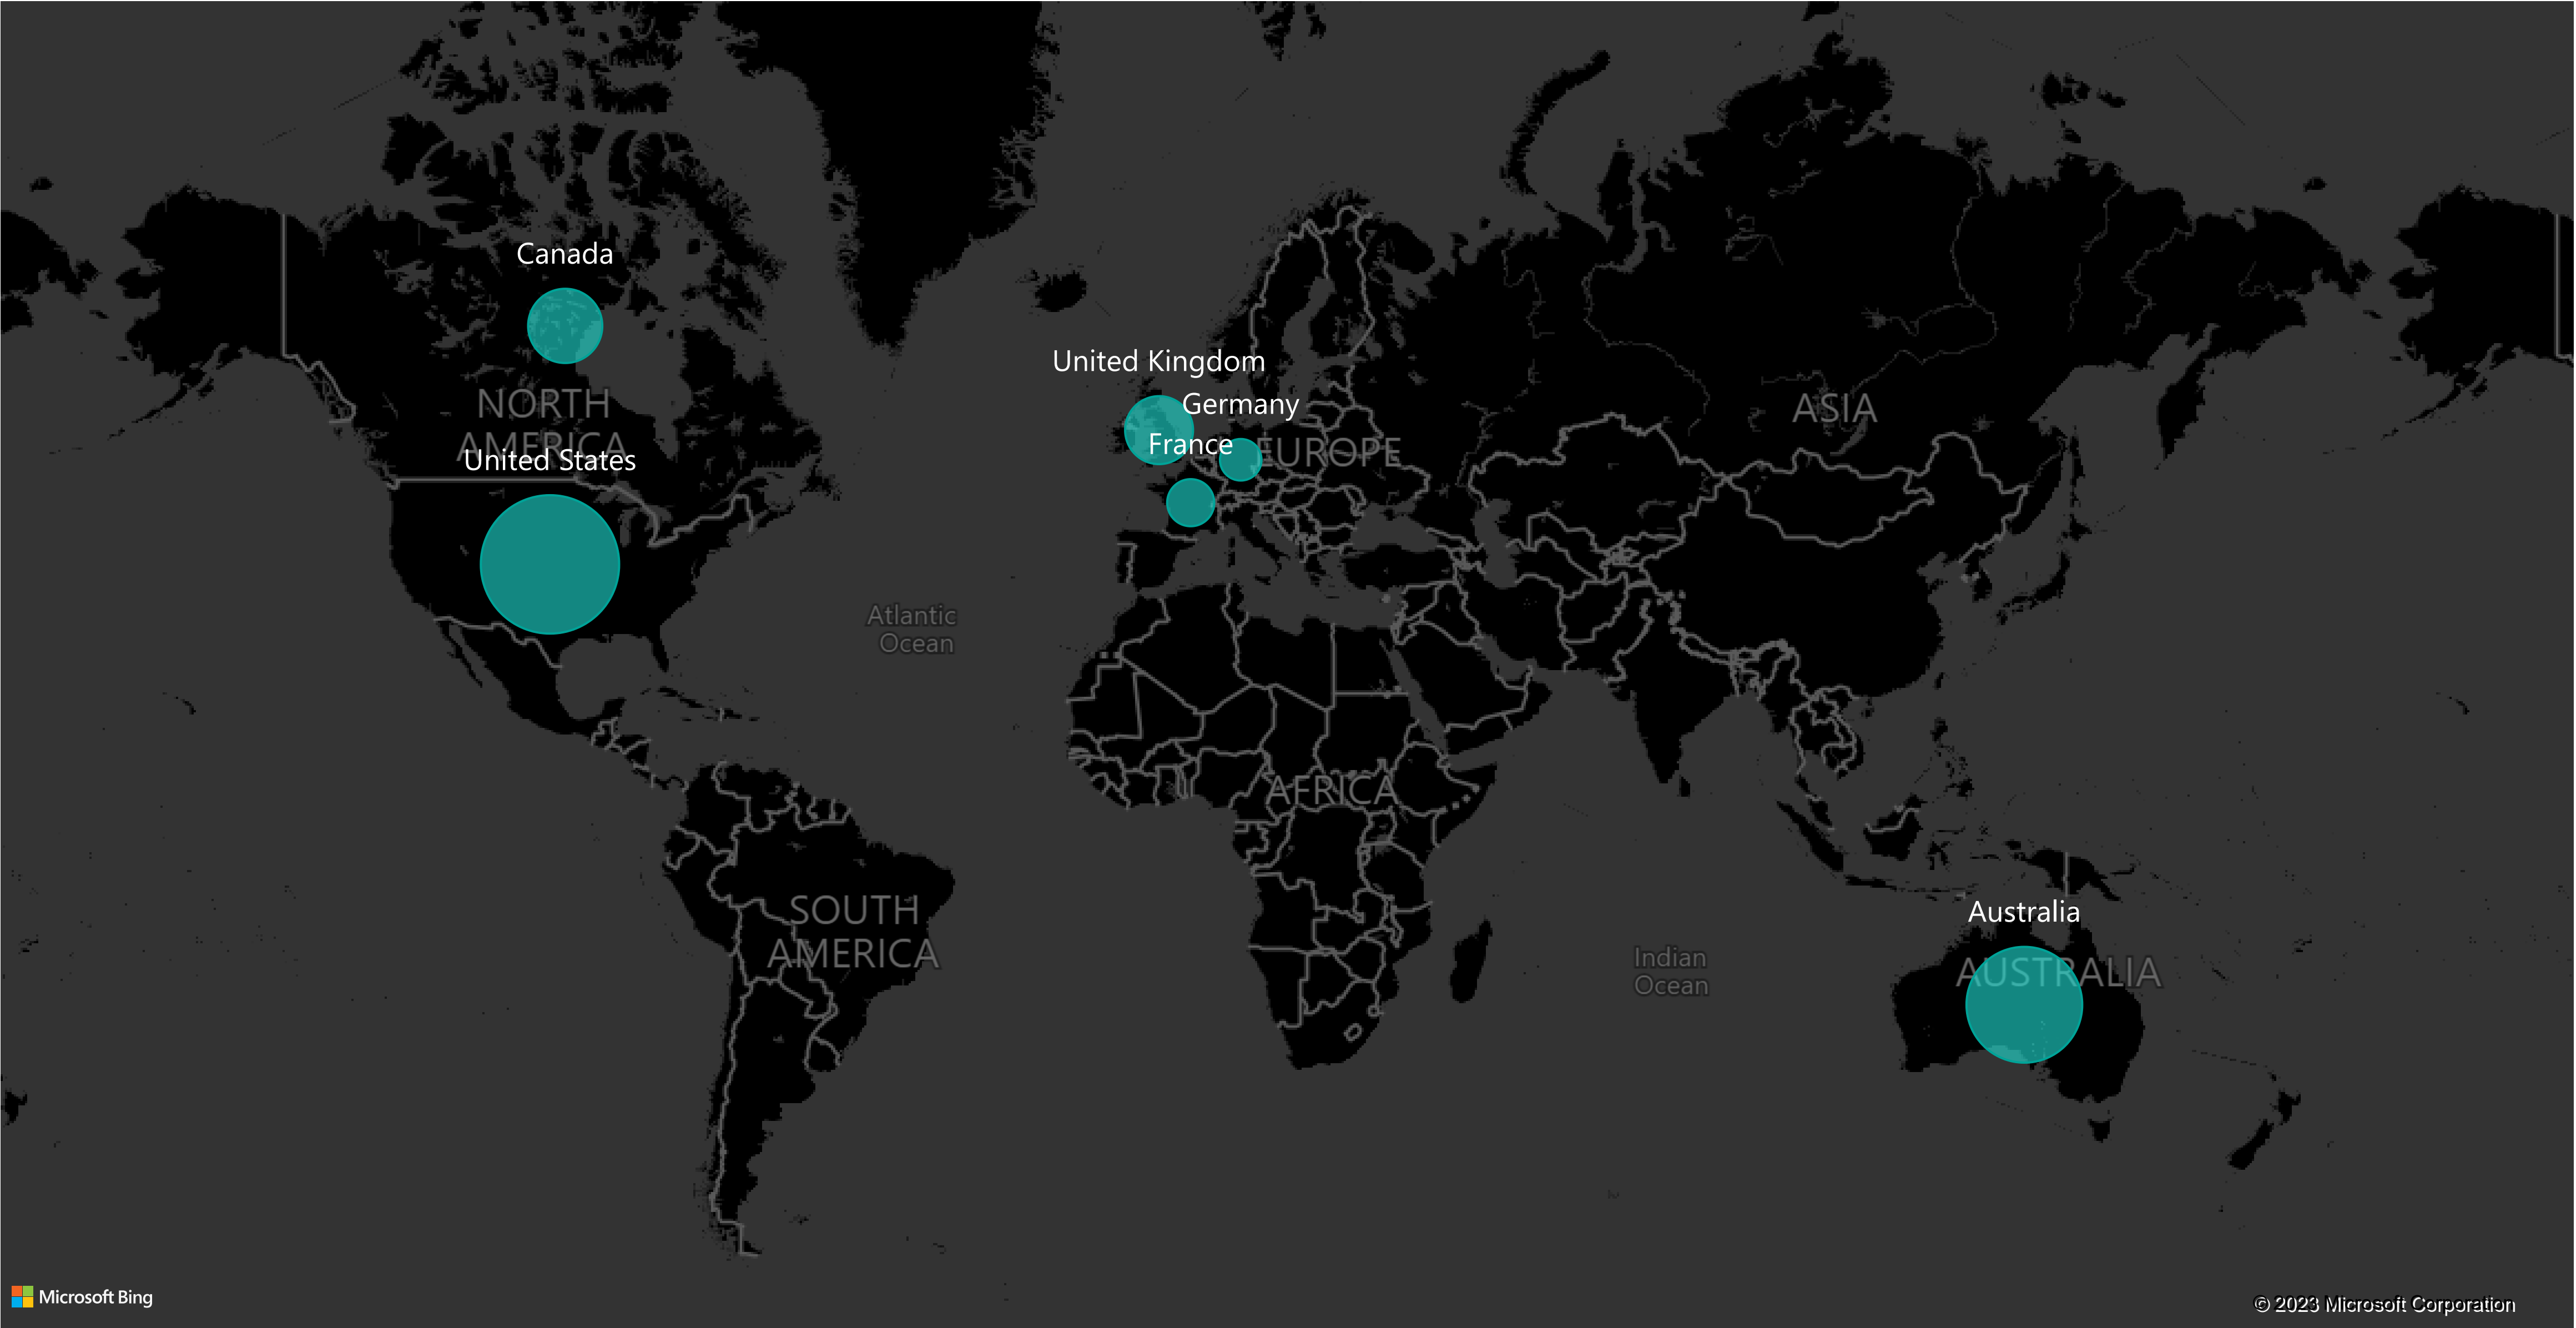 Canada
United Kingdom
NORTH
AMERICA
Germany
ASIA
France
EUROPE
United States
Atlantic
Ocean
AFRICA
SOUTH
AMERICA
Australia
Indian
Ocean
AUSTRALIA
Microsoft Bing
© 2023 Microsoft Corporation